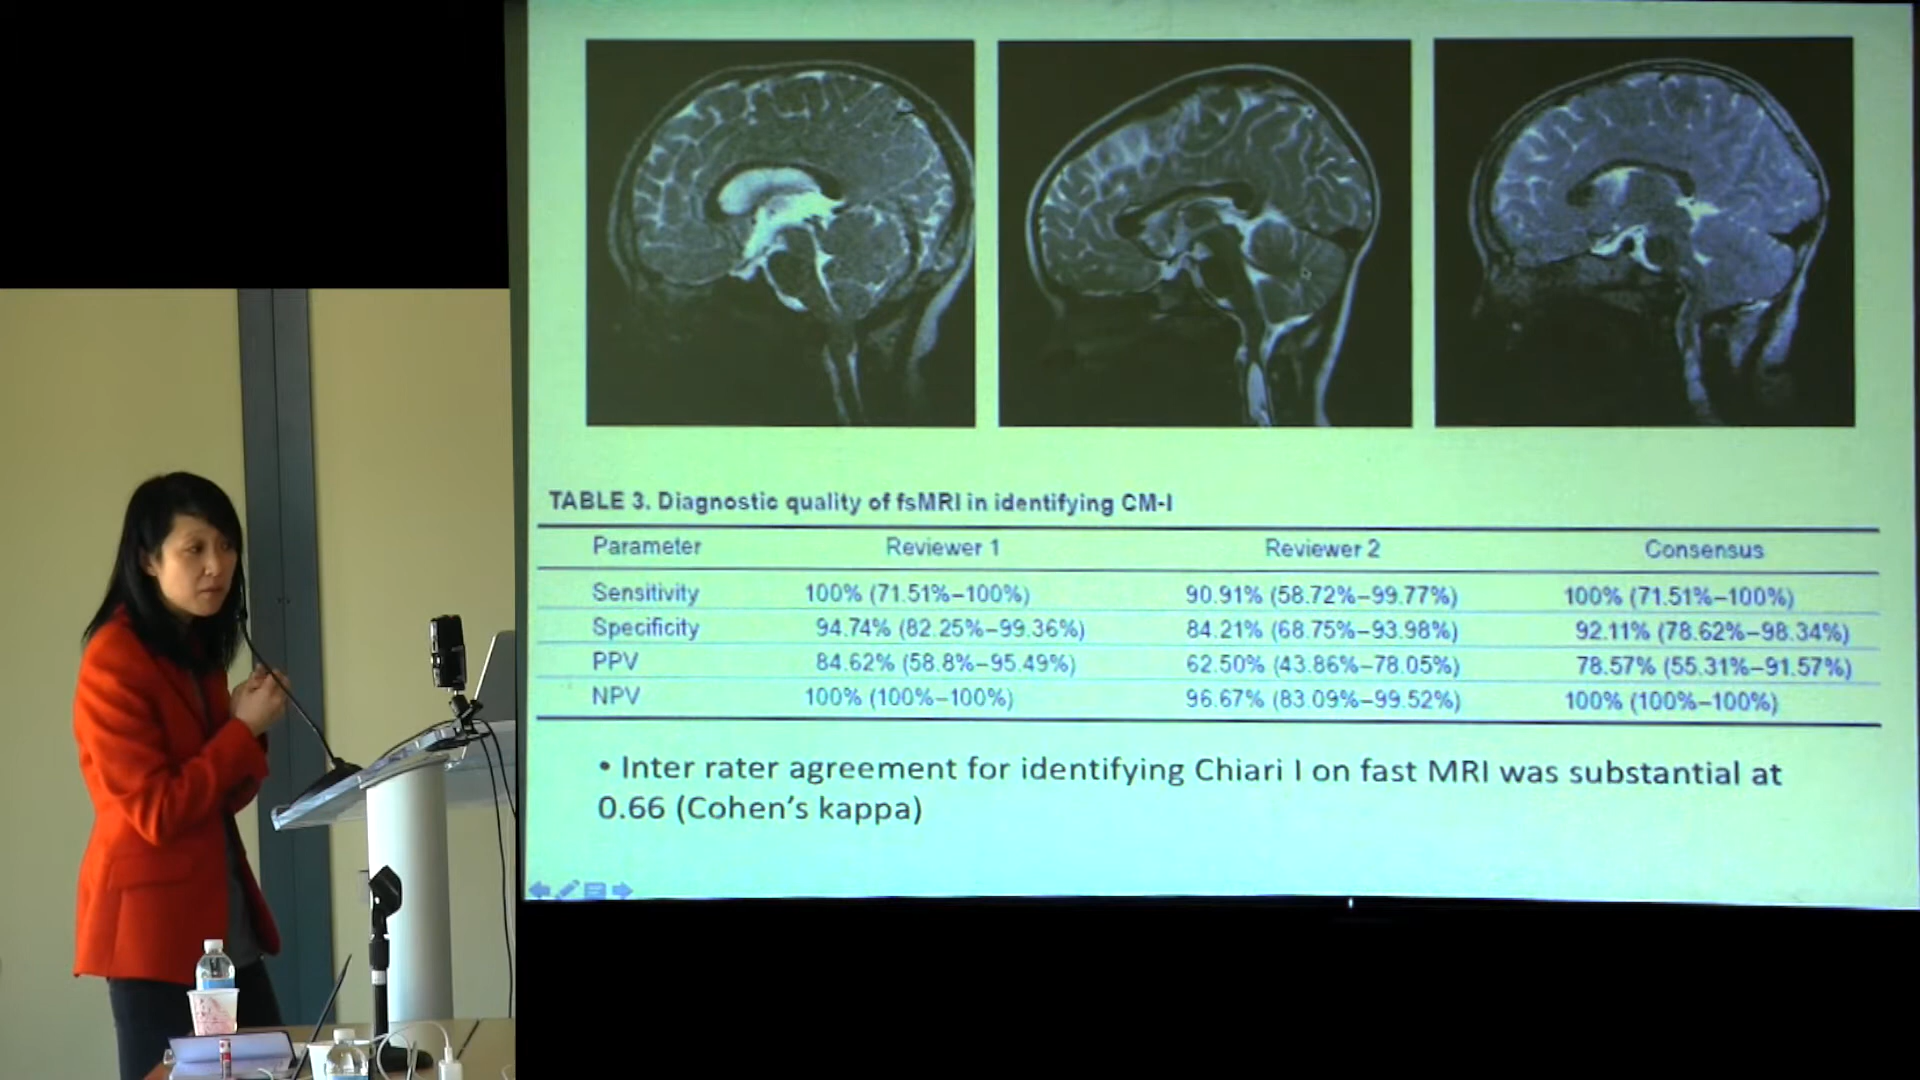 TABLE 3. Diagnostic quality of fsMRI in identifying CM-I
Parameter Reviewer 1 Reviewer 2 Consensus
Sensitivity 100% (71.51%–100%) 90.91% (58.72%–99.77%) 100% (71.51%–100%)
Specificity 94.74% (82.25%–99.36%) 84.21% (68.75%–93.98%) 92.11% (78.62%–98.34%)
PPV 84.62% (58.8%–95.49%) 62.50% (43.86%–78.05%) 78.57% (55.31%–91.57%)
NPV 100% (100%–100%) 96.67% (83.09%–99.52%) 100% (100%–100%)
• Inter rater agreement for identifying Chiari I on fast MRI was substantial at
0.66 (Cohen's kappa)